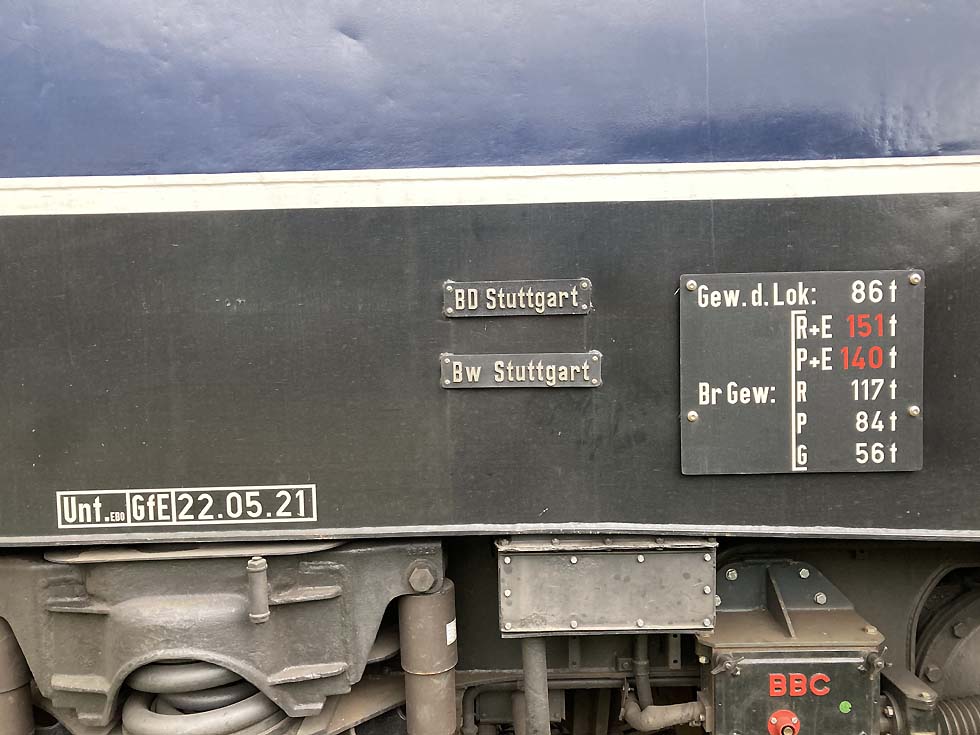 BD Stuttgart
Bw Stuttgart
Gew. d. Lok: 86 t
R+E 151 t
P+E 140 t
Br Gew: R 117 t
P 84 t
G 56 t
Unt. n. EBO GfE 22.05.21
BBC